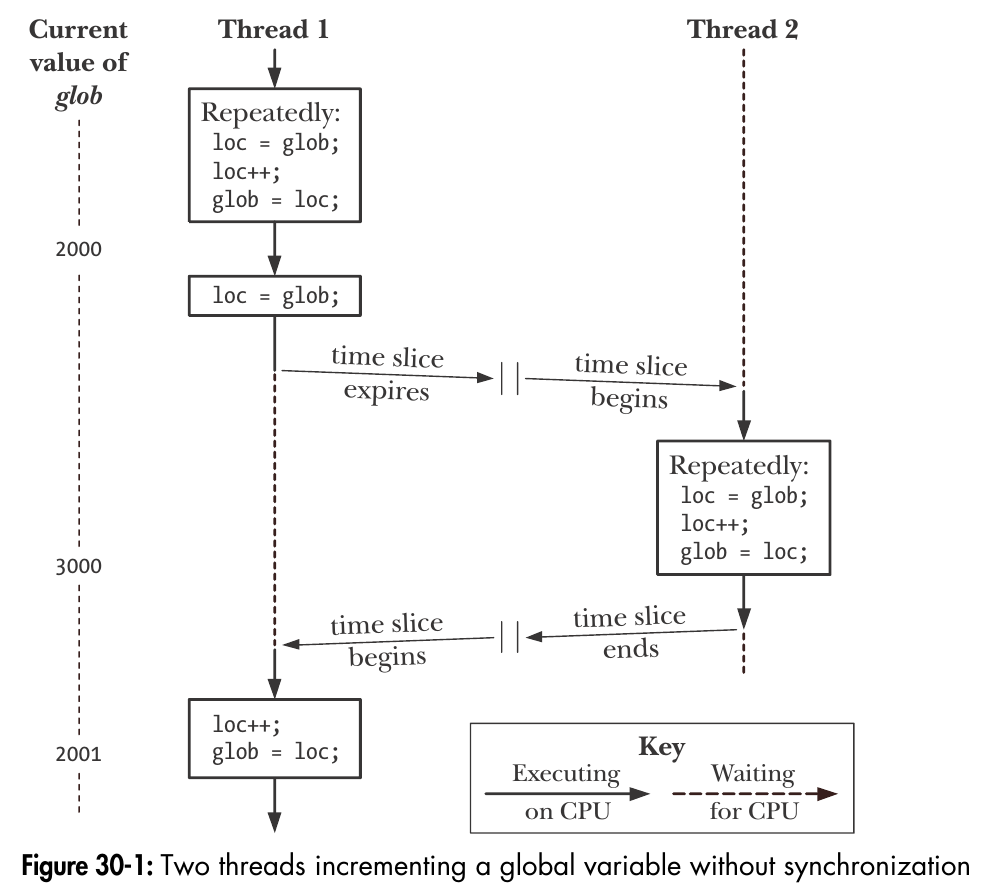 Current
value of
glob
Thread 1
Thread 2
Repeatedly:
loc = glob;
loc++;
glob = loc;
2000
loc = glob;
time slice
expires
time slice
begins
Repeatedly:
loc = glob;
loc++;
glob = loc;
3000
time slice
begins
time slice
ends
loc++;
glob = loc;
2001
Key
Executing
on CPU
Waiting
for CPU
Figure 30-1: Two threads incrementing a global variable without synchronization